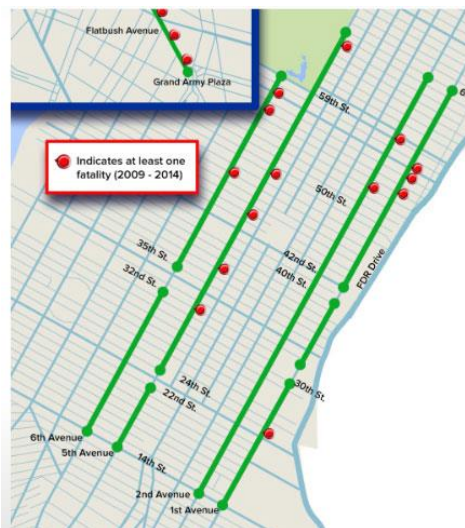 Flatbush Avenue
Grand Army Plaza
59th St.
6
Indicates at least one
fatality (2009 - 2014)
50th St.
35th St.
42nd St.
32nd St.
40th St.
FDR Drive
24th St.
30th St.
22nd St.
6th Avenue
5th Avenue
14th St.
2nd Avenue
1st Avenue